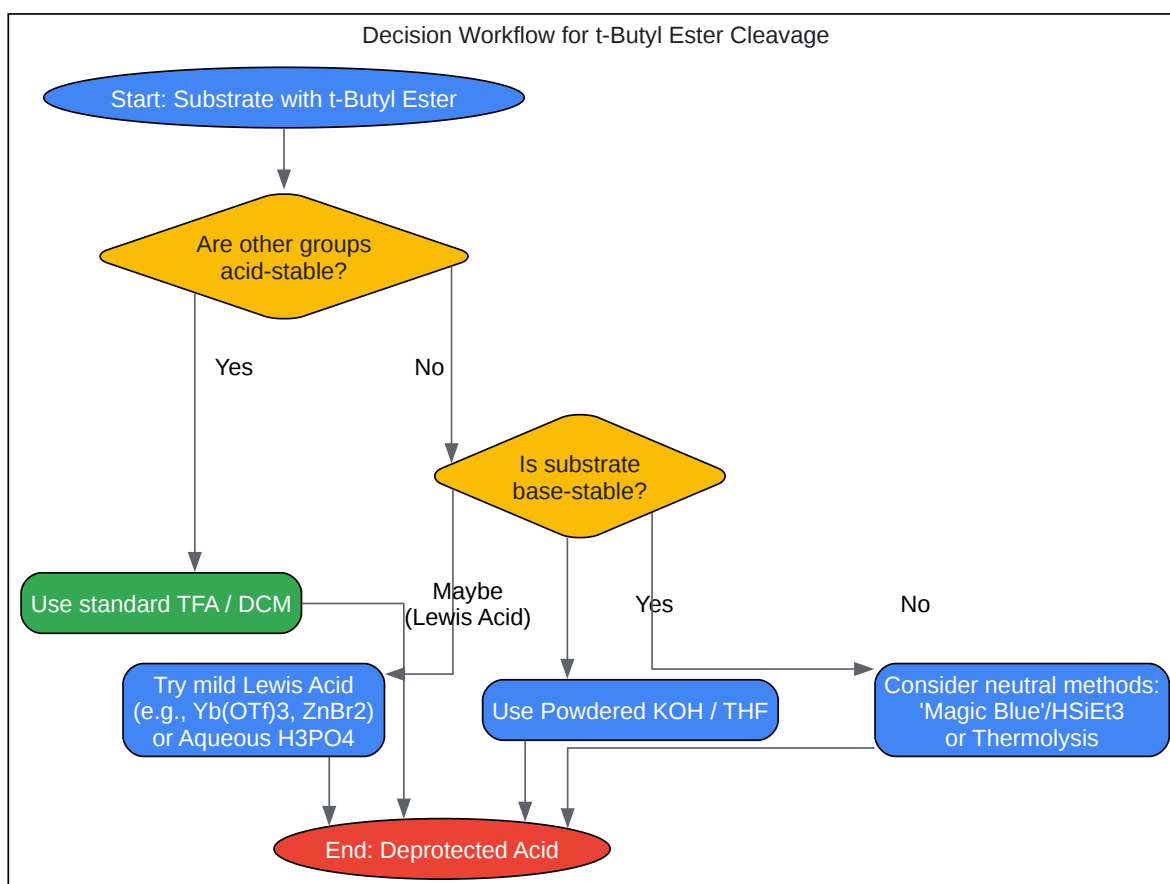 Decision Workflow for t-Butyl Ester Cleavage
Start: Substrate with t-Butyl Ester
Are other groups
acid-stable?
Yes
No
Is substrate
base-stable?
Use standard TFA / DCM
Maybe
(Lewis Acid)
Yes
No
Try mild Lewis Acid
(e.g., Yb(OTf)3, ZnBr2)
or Aqueous H3PO4
Use Powdered KOH / THF
Consider neutral methods:
'Magic Blue'/HSiEt3
or Thermolysis
End: Deprotected Acid